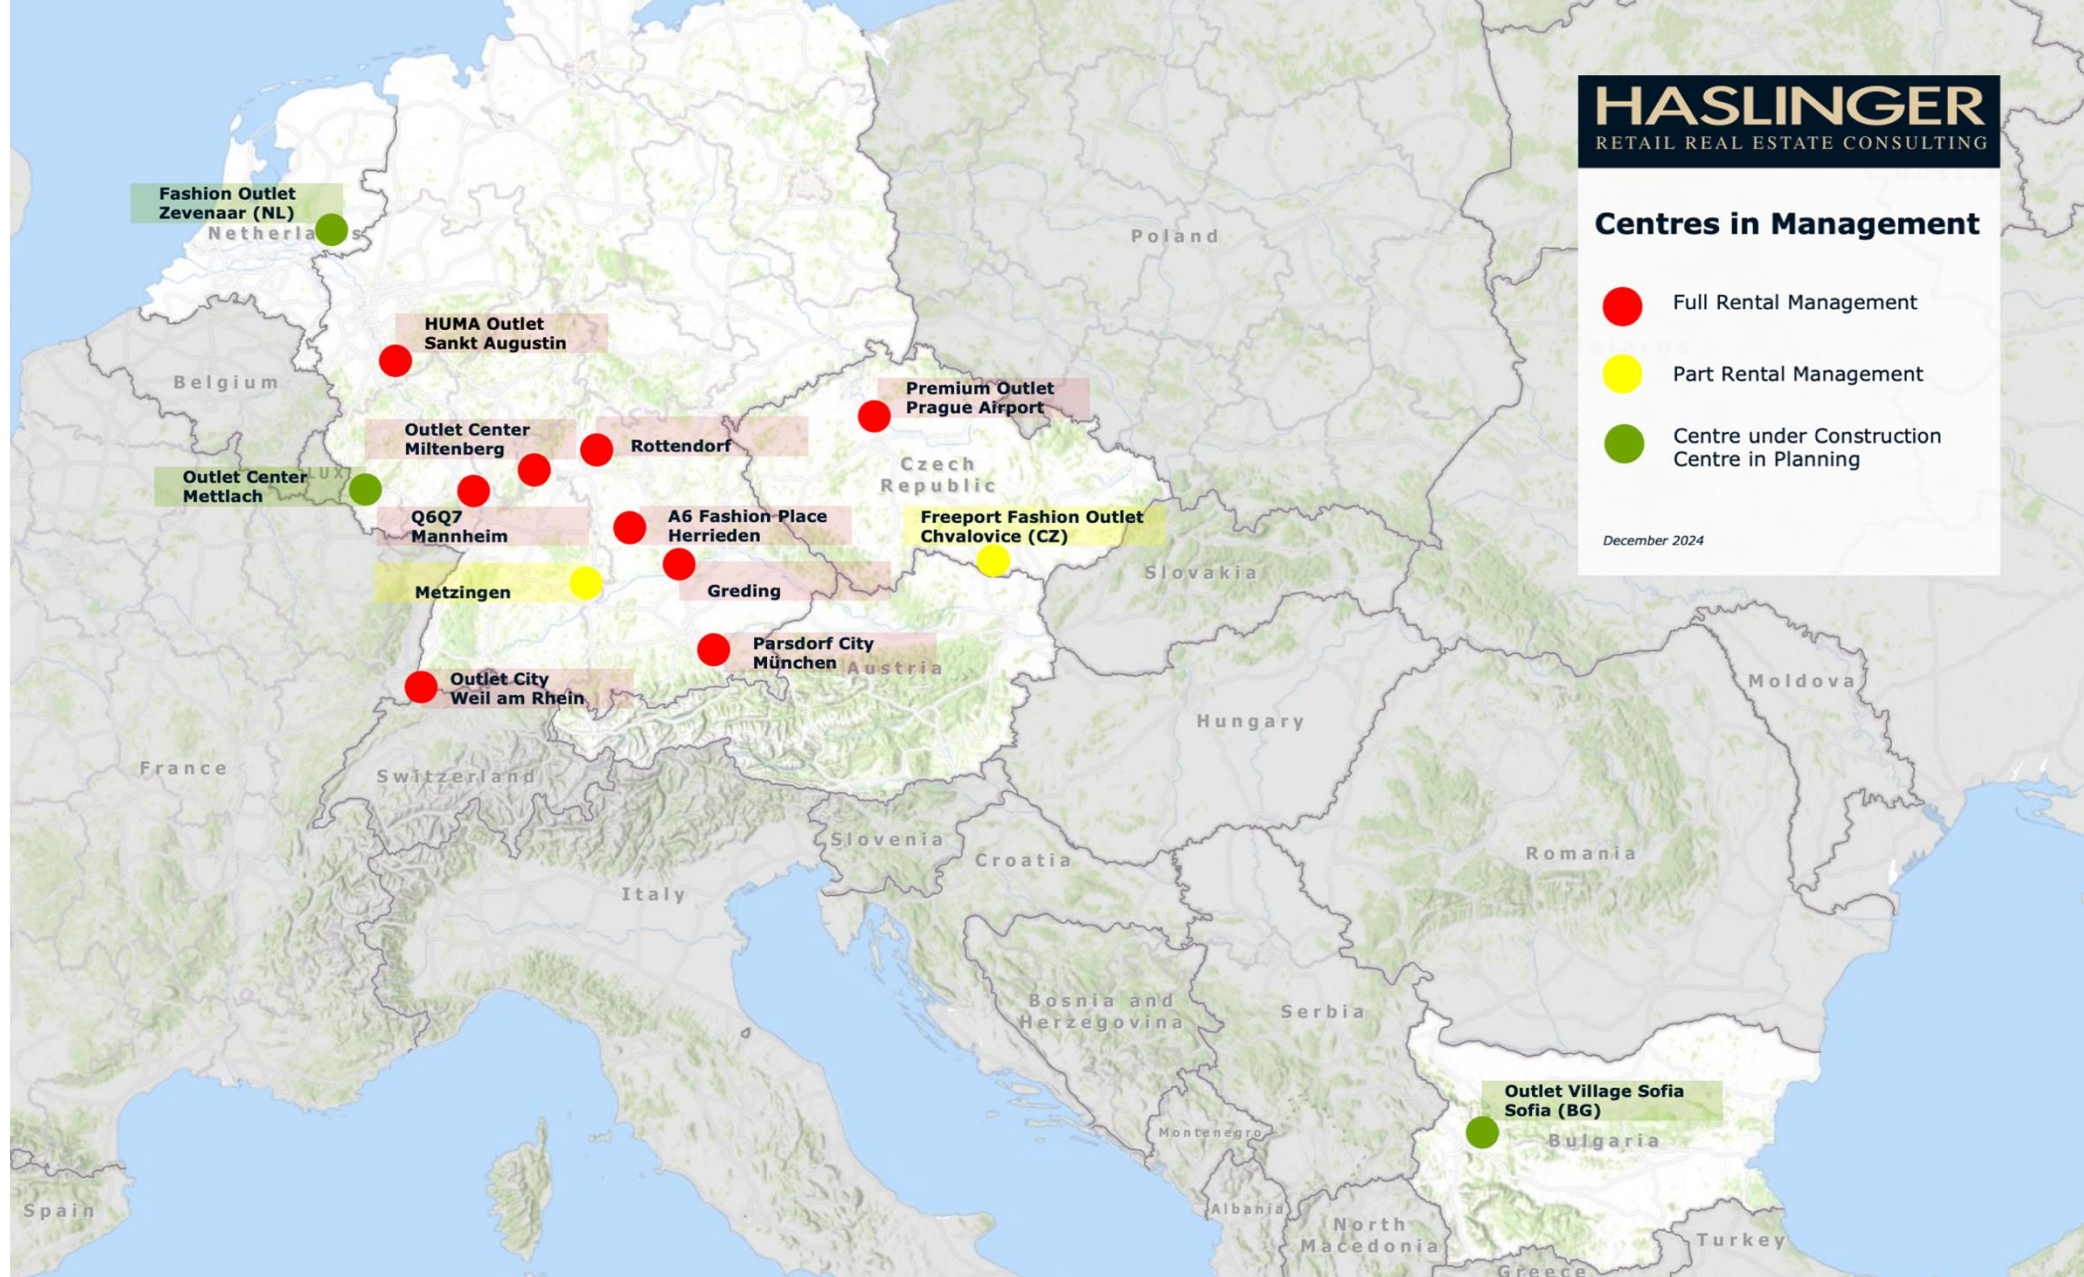 HASLINGER
RETAIL REAL ESTATE CONSULTING
Centres in Management
Full Rental Management
Part Rental Management
Centre under Construction
Centre in Planning
December 2024
Fashion Outlet
Zevenaar (NL)
Poland
HUMA Outlet
Sankt Augustin
Belgium
Premium Outlet
Prague Airport
Outlet Center
Miltenberg
Rottendorf
Czech
Republic
Outlet Center
Mettlach
LUX
Q6Q7
Mannheim
A6 Fashion Place
Herrieden
Freeport Fashion Outlet
Chvalovice (CZ)
Slovakia
Metzingen
Greding
Parsdorf City
München
Austria
Outlet City
Weil am Rhein
Moldova
Hungary
France
Switzerland
Slovenia
Croatia
Romania
Italy
Bosnia and
Herzegovina
Serbia
Outlet Village Sofia
Sofia (BG)
Bulgaria
Montenegro
Spain
Albania
North
Macedonia
Turkey
Greece